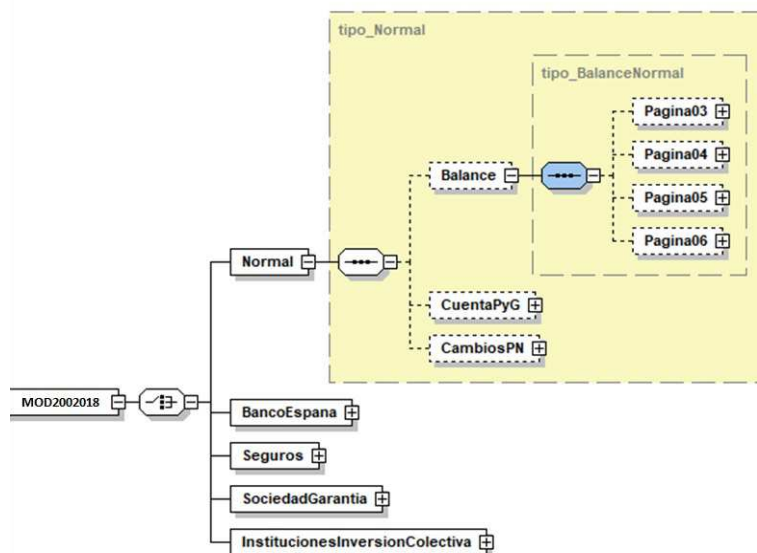 tipo_Normal
tipo_BalanceNormal
Pagina03
Pagina04
Balance
Pagina05
Pagina06
Normal
CuentaPyG
CambiosPN
MOD2002018
BancoEspana
Seguros
SociedadGarantia
InstitucionesInversionColectiva